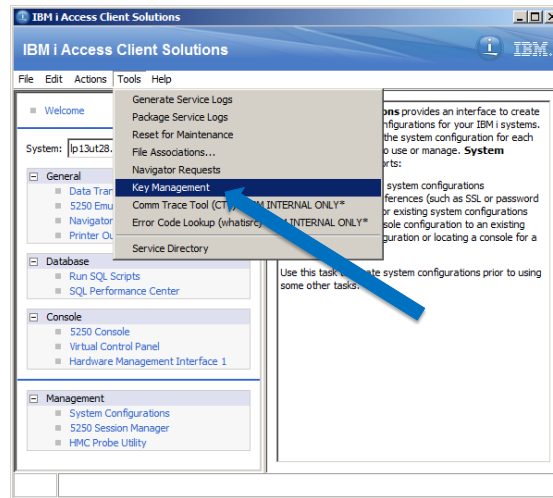 IBM i Access Client Solutions
IBM i Access Client Solutions
IBM.
File Edit Actions Tools Help
Welcome
System: lp13ut28.
General
Data Tran
5250 Emu
Navigator
Printer Ou
Database
Run SQL Scripts
SQL Performance Center
Console
5250 Console
Virtual Control Panel
Hardware Management Interface 1
Management
System Configurations
5250 Session Manager
HMC Probe Utility
Generate Service Logs
Package Service Logs
Reset for Maintenance
File Associations...
Navigator Requests
Key Management
Comm Trace Tool (CT M INTERNAL ONLY*
Error Code Lookup (whatisrc) INTERNAL ONLY*
Service Directory
ons provides an interface to create
nfigurations for your IBM i systems.
the system configuration for each
o use or manage. System
rts:
system configurations
ferences (such as SSL or password
r existing system configurations
sole configuration to an existing
guration or locating a console for a
Use this task ate system configurations prior to using
some other tasks.